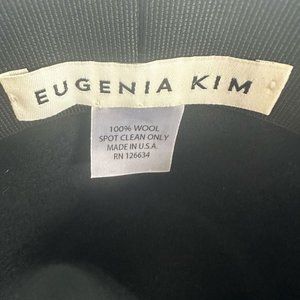 EUGENIA KIM
100% WOOL
SPOT CLEAN ONLY
MADE IN U.S.A.
RN 126634